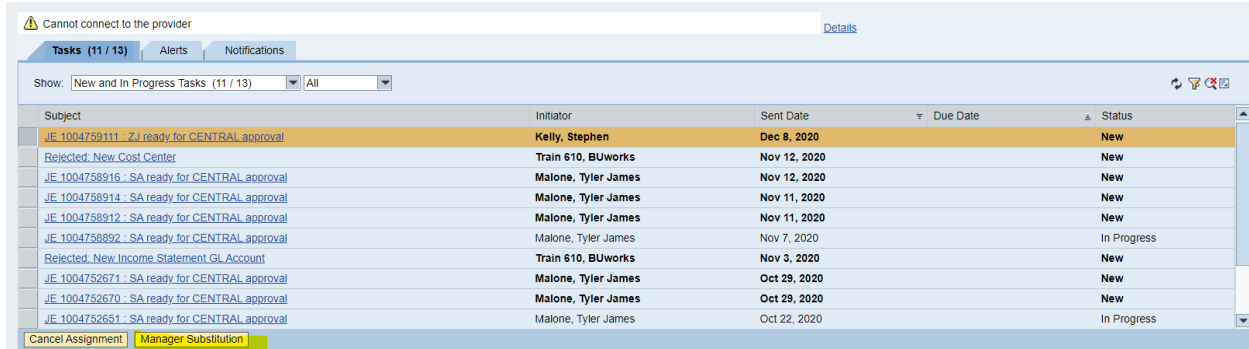 Cannot connect to the provider Details
Tasks (11 / 13) Alerts Notifications
Show: New and In Progress Tasks (11 / 13) All
Subject Initiator Sent Date Due Date Status
JE 1004759111 : ZJ ready for CENTRAL approval Kelly, Stephen Dec 8, 2020 New
Rejected: New Cost Center Train 610, BUworks Nov 12, 2020 New
JE 1004758916 : SA ready for CENTRAL approval Malone, Tyler James Nov 12, 2020 New
JE 1004758914 : SA ready for CENTRAL approval Malone, Tyler James Nov 11, 2020 New
JE 1004758912 : SA ready for CENTRAL approval Malone, Tyler James Nov 11, 2020 New
JE 1004758892 : SA ready for CENTRAL approval Malone, Tyler James Nov 7, 2020 In Progress
Rejected: New Income Statement GL Account Train 610, BUworks Nov 3, 2020 New
JE 1004752671 : SA ready for CENTRAL approval Malone, Tyler James Oct 29, 2020 New
JE 1004752670 : SA ready for CENTRAL approval Malone, Tyler James Oct 29, 2020 New
JE 1004752651 : SA ready for CENTRAL approval Malone, Tyler James Oct 22, 2020 In Progress
Cancel Assignment Manager Substitution